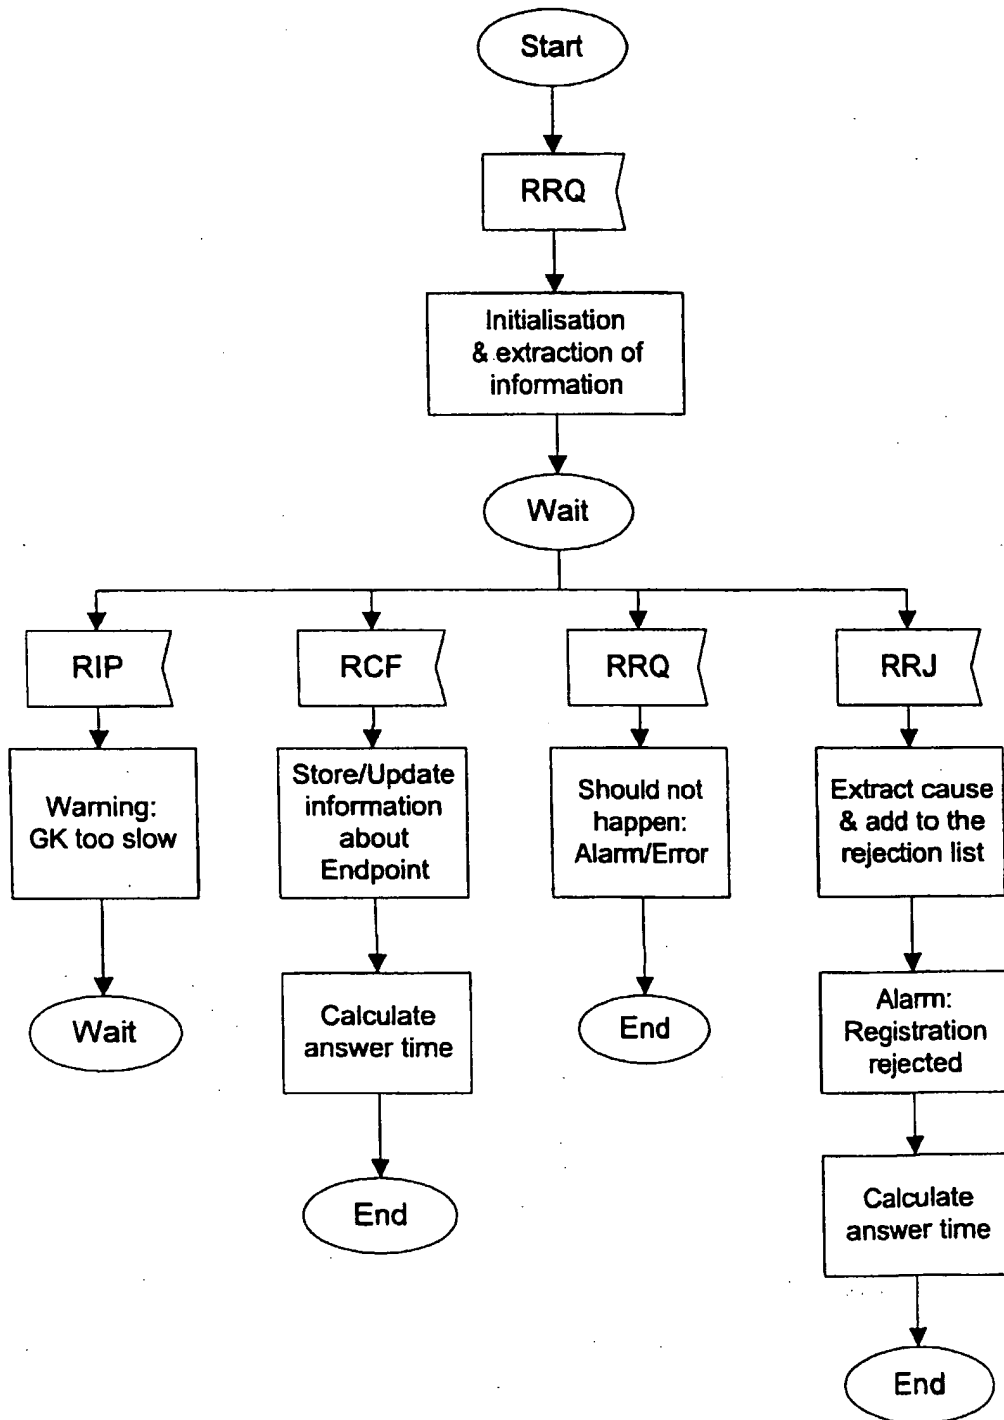 Start
RRQ
Initialisation
& extraction of
information
Wait
RIP
RCF
RRQ
RRJ
Warning:
GK too slow
Store/Update
information
about
Endpoint
Should not
happen:
Alarm/Error
Extract cause
& add to the
rejection list
Wait
Calculate
answer time
End
Alarm:
Registration
rejected
End
Calculate
answer time
End